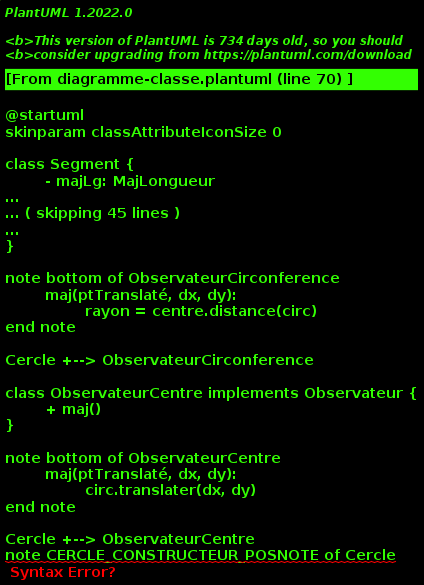 PlantUML 1.2022.0
<b>This version of PlantUML is 734 days old, so you should
<b>consider upgrading from https://plantuml.com/download
[From diagramme-classe.plantuml (line 70) ]
@startuml
skinparam classAttributeIconSize 0
class Segment {
- majLg: MajLongueur
...
... ( skipping 45 lines )
...
}
note bottom of ObservateurCirconference
maj(ptTranslaté, dx, dy):
rayon = centre.distance(circ)
end note
Cercle +--> ObservateurCirconference
class ObservateurCentre implements Observateur {
+ maj()
}
note bottom of ObservateurCentre
maj(ptTranslaté, dx, dy):
circ.translater(dx, dy)
end note
Cercle +--> ObservateurCentre
note CERCLE_CONSTRUCTEUR_POSNOTE of Cercle
Syntax Error?